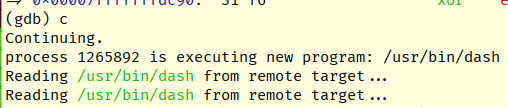 → 0x00007fffffffdc90:
(gdb) c
Continuing.
process 1265892 is executing new program: /usr/bin/dash
Reading /usr/bin/dash from remote target...
Reading /usr/bin/dash from remote target...